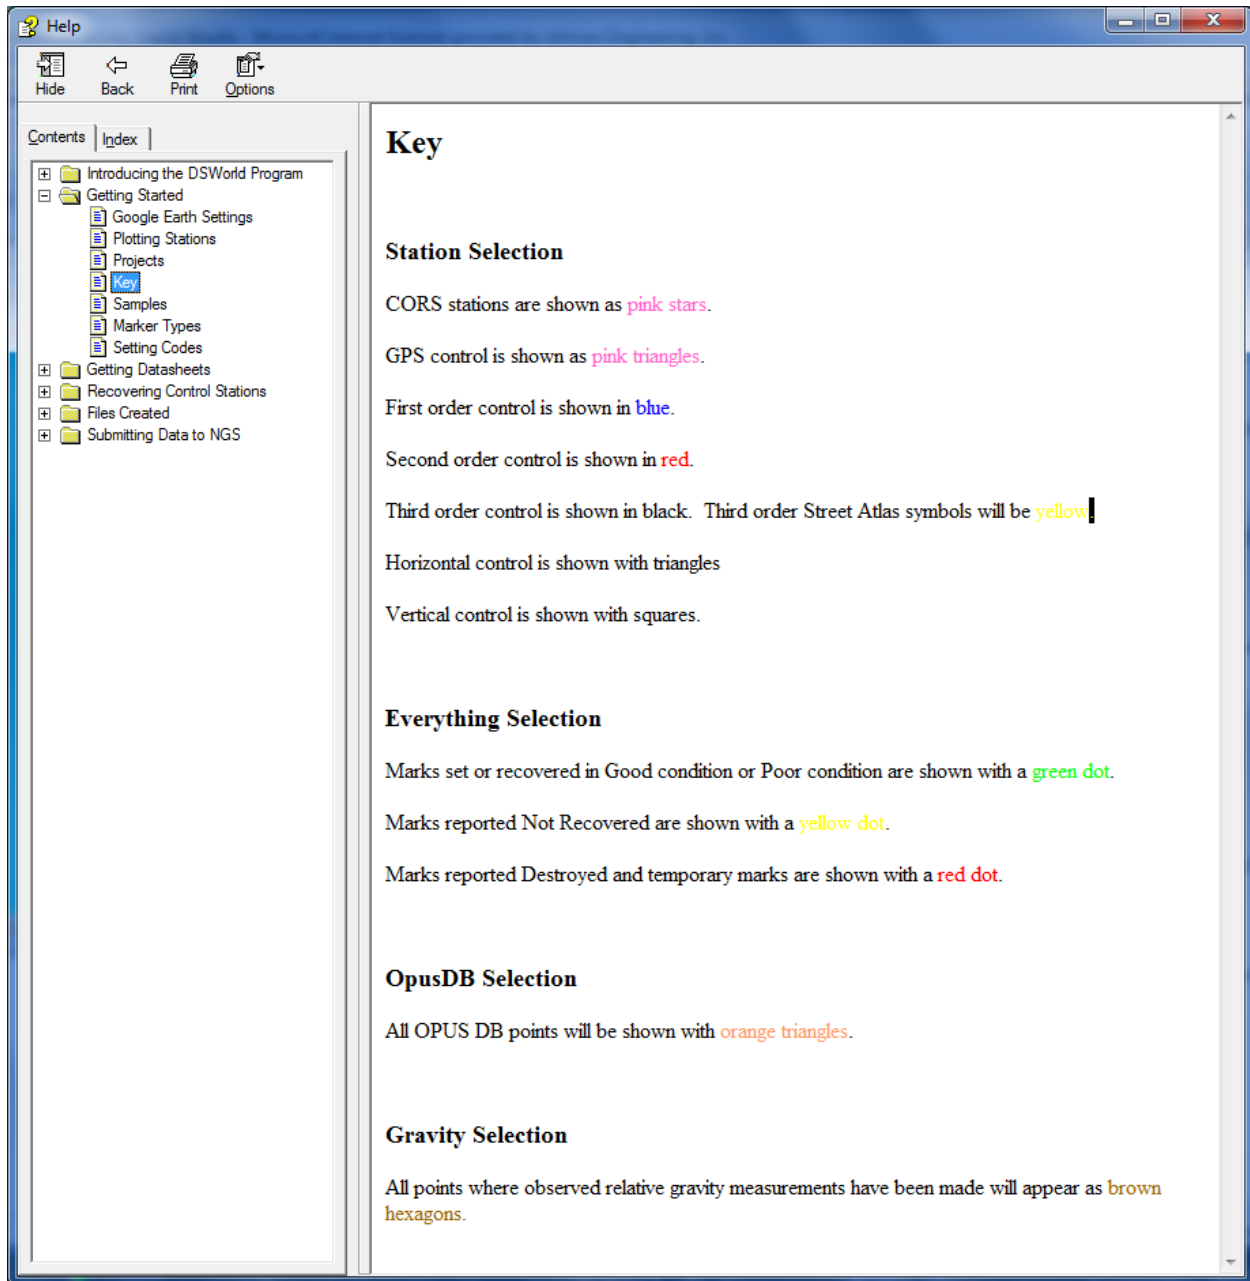 Help
Hide Back Print Options
Contents Index
Introducing the DSWorld Program
Getting Started
Google Earth Settings
Plotting Stations
Projects
Key
Samples
Marker Types
Setting Codes
Getting Datasheets
Recovering Control Stations
Files Created
Submitting Data to NGS
Key
Station Selection
CORS stations are shown as pink stars.
GPS control is shown as pink triangles.
First order control is shown in blue.
Second order control is shown in red.
Third order control is shown in black.  Third order Street Atlas symbols will be yellow.
Horizontal control is shown with triangles
Vertical control is shown with squares.
Everything Selection
Marks set or recovered in Good condition or Poor condition are shown with a green dot.
Marks reported Not Recovered are shown with a yellow dot.
Marks reported Destroyed and temporary marks are shown with a red dot.
OpusDB Selection
All OPUS DB points will be shown with orange triangles.
Gravity Selection
All points where observed relative gravity measurements have been made will appear as brown
hexagons.